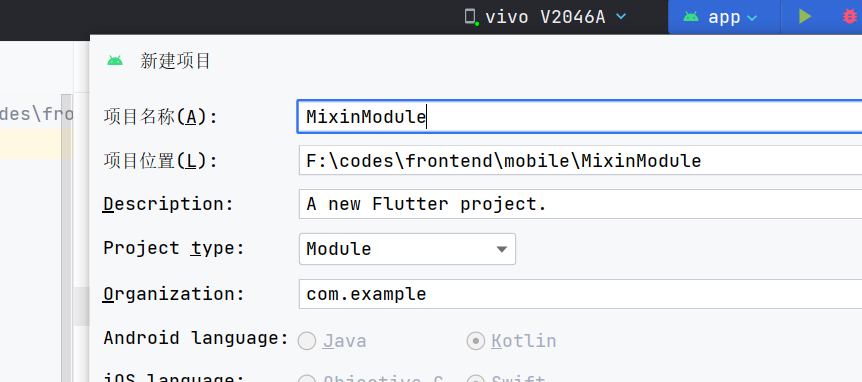 vivo V2046A app
新建项目
des\fro
项目名称(A): MixinModule
项目位置(L): F:\codes\frontend\mobile\MixinModule
Description: A new Flutter project.
Project type: Module
Organization: com.example
Android language: Java Kotlin
iOS language: Objective-C Swift